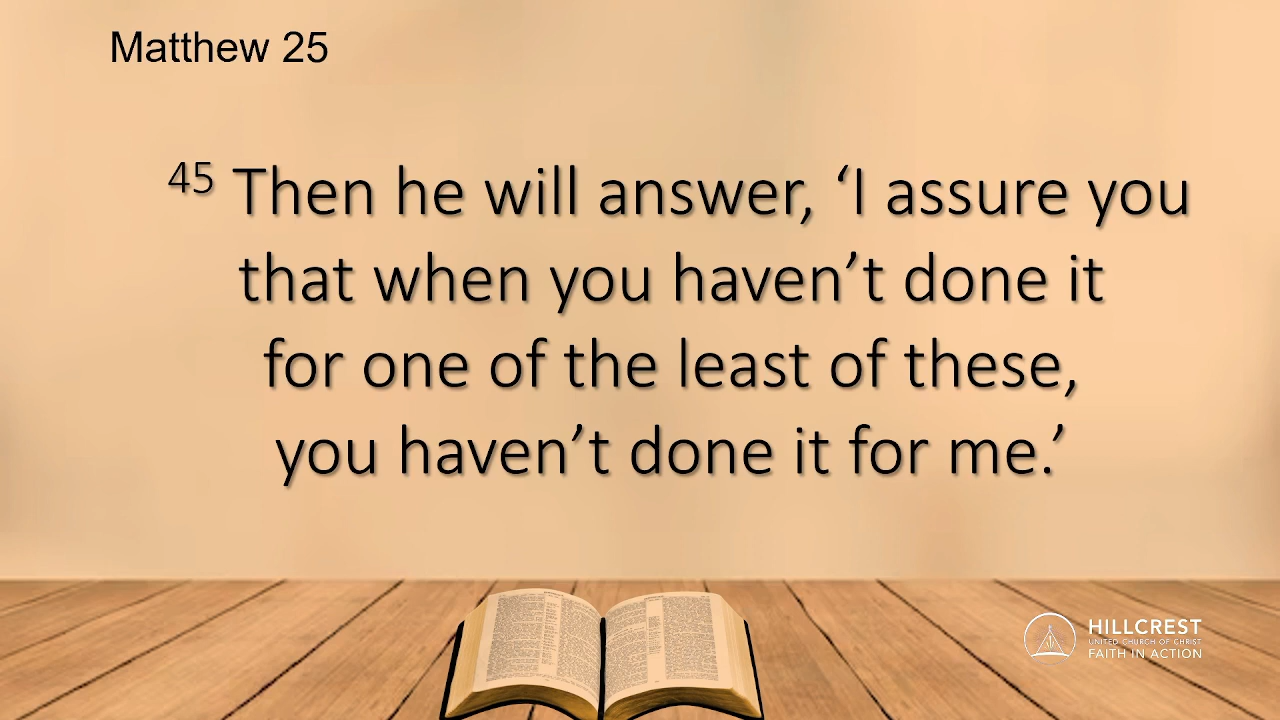 Matthew 25
45 Then he will answer, ‘I assure you
that when you haven’t done it
for one of the least of these,
you haven’t done it for me.’
HILLCREST
UNITED CHURCH OF CHRIST
FAITH IN ACTION